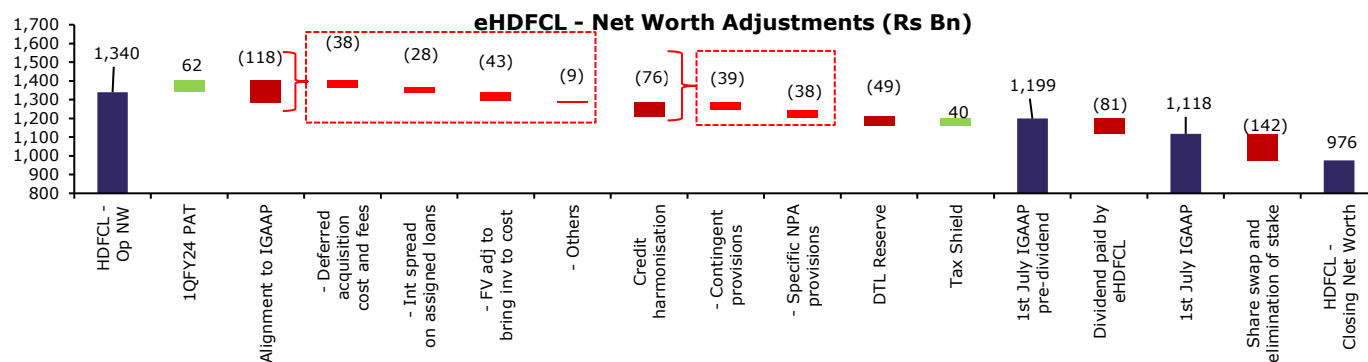 eHDFCL - Net Worth Adjustments (Rs Bn)
1,700
1,600
1,500
1,400
1,300
1,200
1,100
1,000
900
800
1,340
62
(118)
(38)
(28)
(43)
(9)
(76)
(39)
(38)
(49)
40
1,199
(81)
1,118
(142)
976
HDFCL -
Op NW
1QFY24 PAT
Alignment to IGAAP
- Deferred
acquisition
cost and fees
- Int spread
on assigned loans
- FV adj to
bring inv to cost
- Others
Credit
harmonisation
- Contingent
provisions
- Specific NPA
provisions
DTL Reserve
Tax Shield
1st July IGAAP
pre-dividend
Dividend paid by
eHDFCL
1st July IGAAP
Share swap and
elimination of stake
HDFCL -
Closing Net Worth